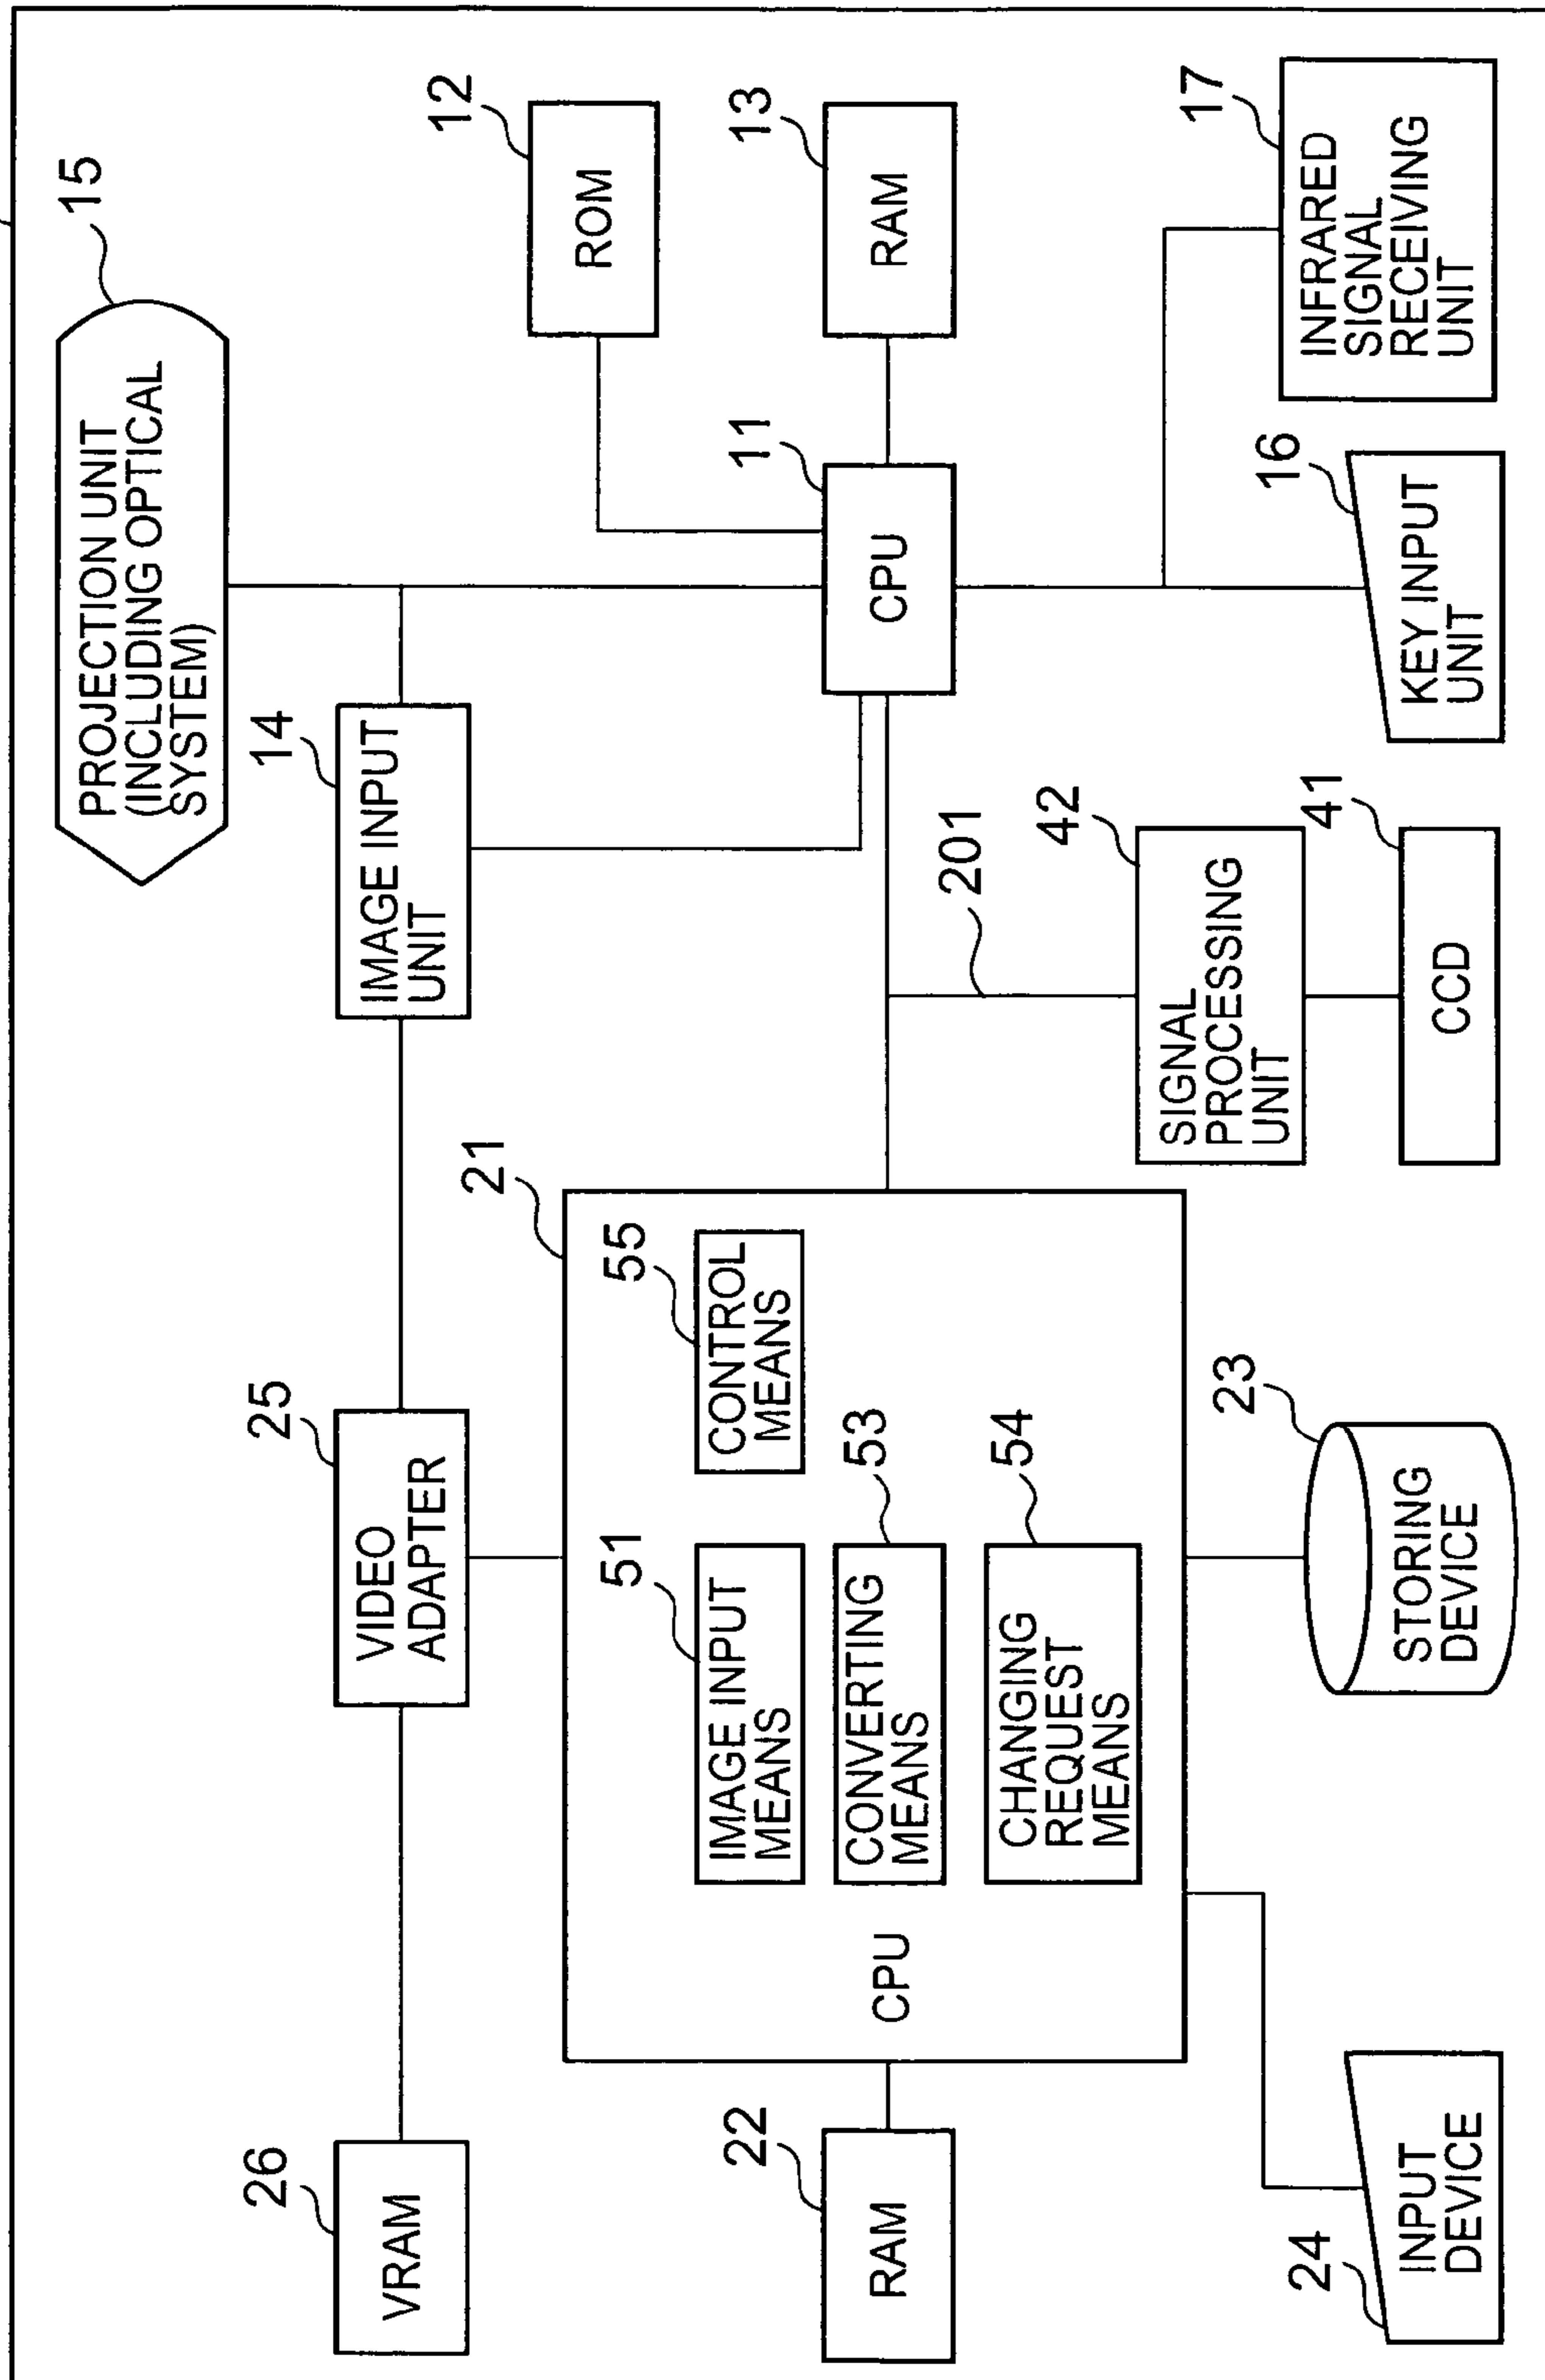 26
VRAM
25
VIDEO
ADAPTER
14
IMAGE INPUT
UNIT
15
PROJECTION UNIT
(INCLUDING OPTICAL
SYSTEM)
12
ROM
21
22
RAM
CPU
51
IMAGE INPUT
MEANS
55
CONTROL
MEANS
53
CONVERTING
MEANS
54
CHANGING
REQUEST
MEANS
11
CPU
13
RAM
201
42
SIGNAL
PROCESSING
UNIT
41
CCD
24
INPUT
DEVICE
23
STORING
DEVICE
16
KEY INPUT
UNIT
17
INFRARED
SIGNAL
RECEIVING
UNIT